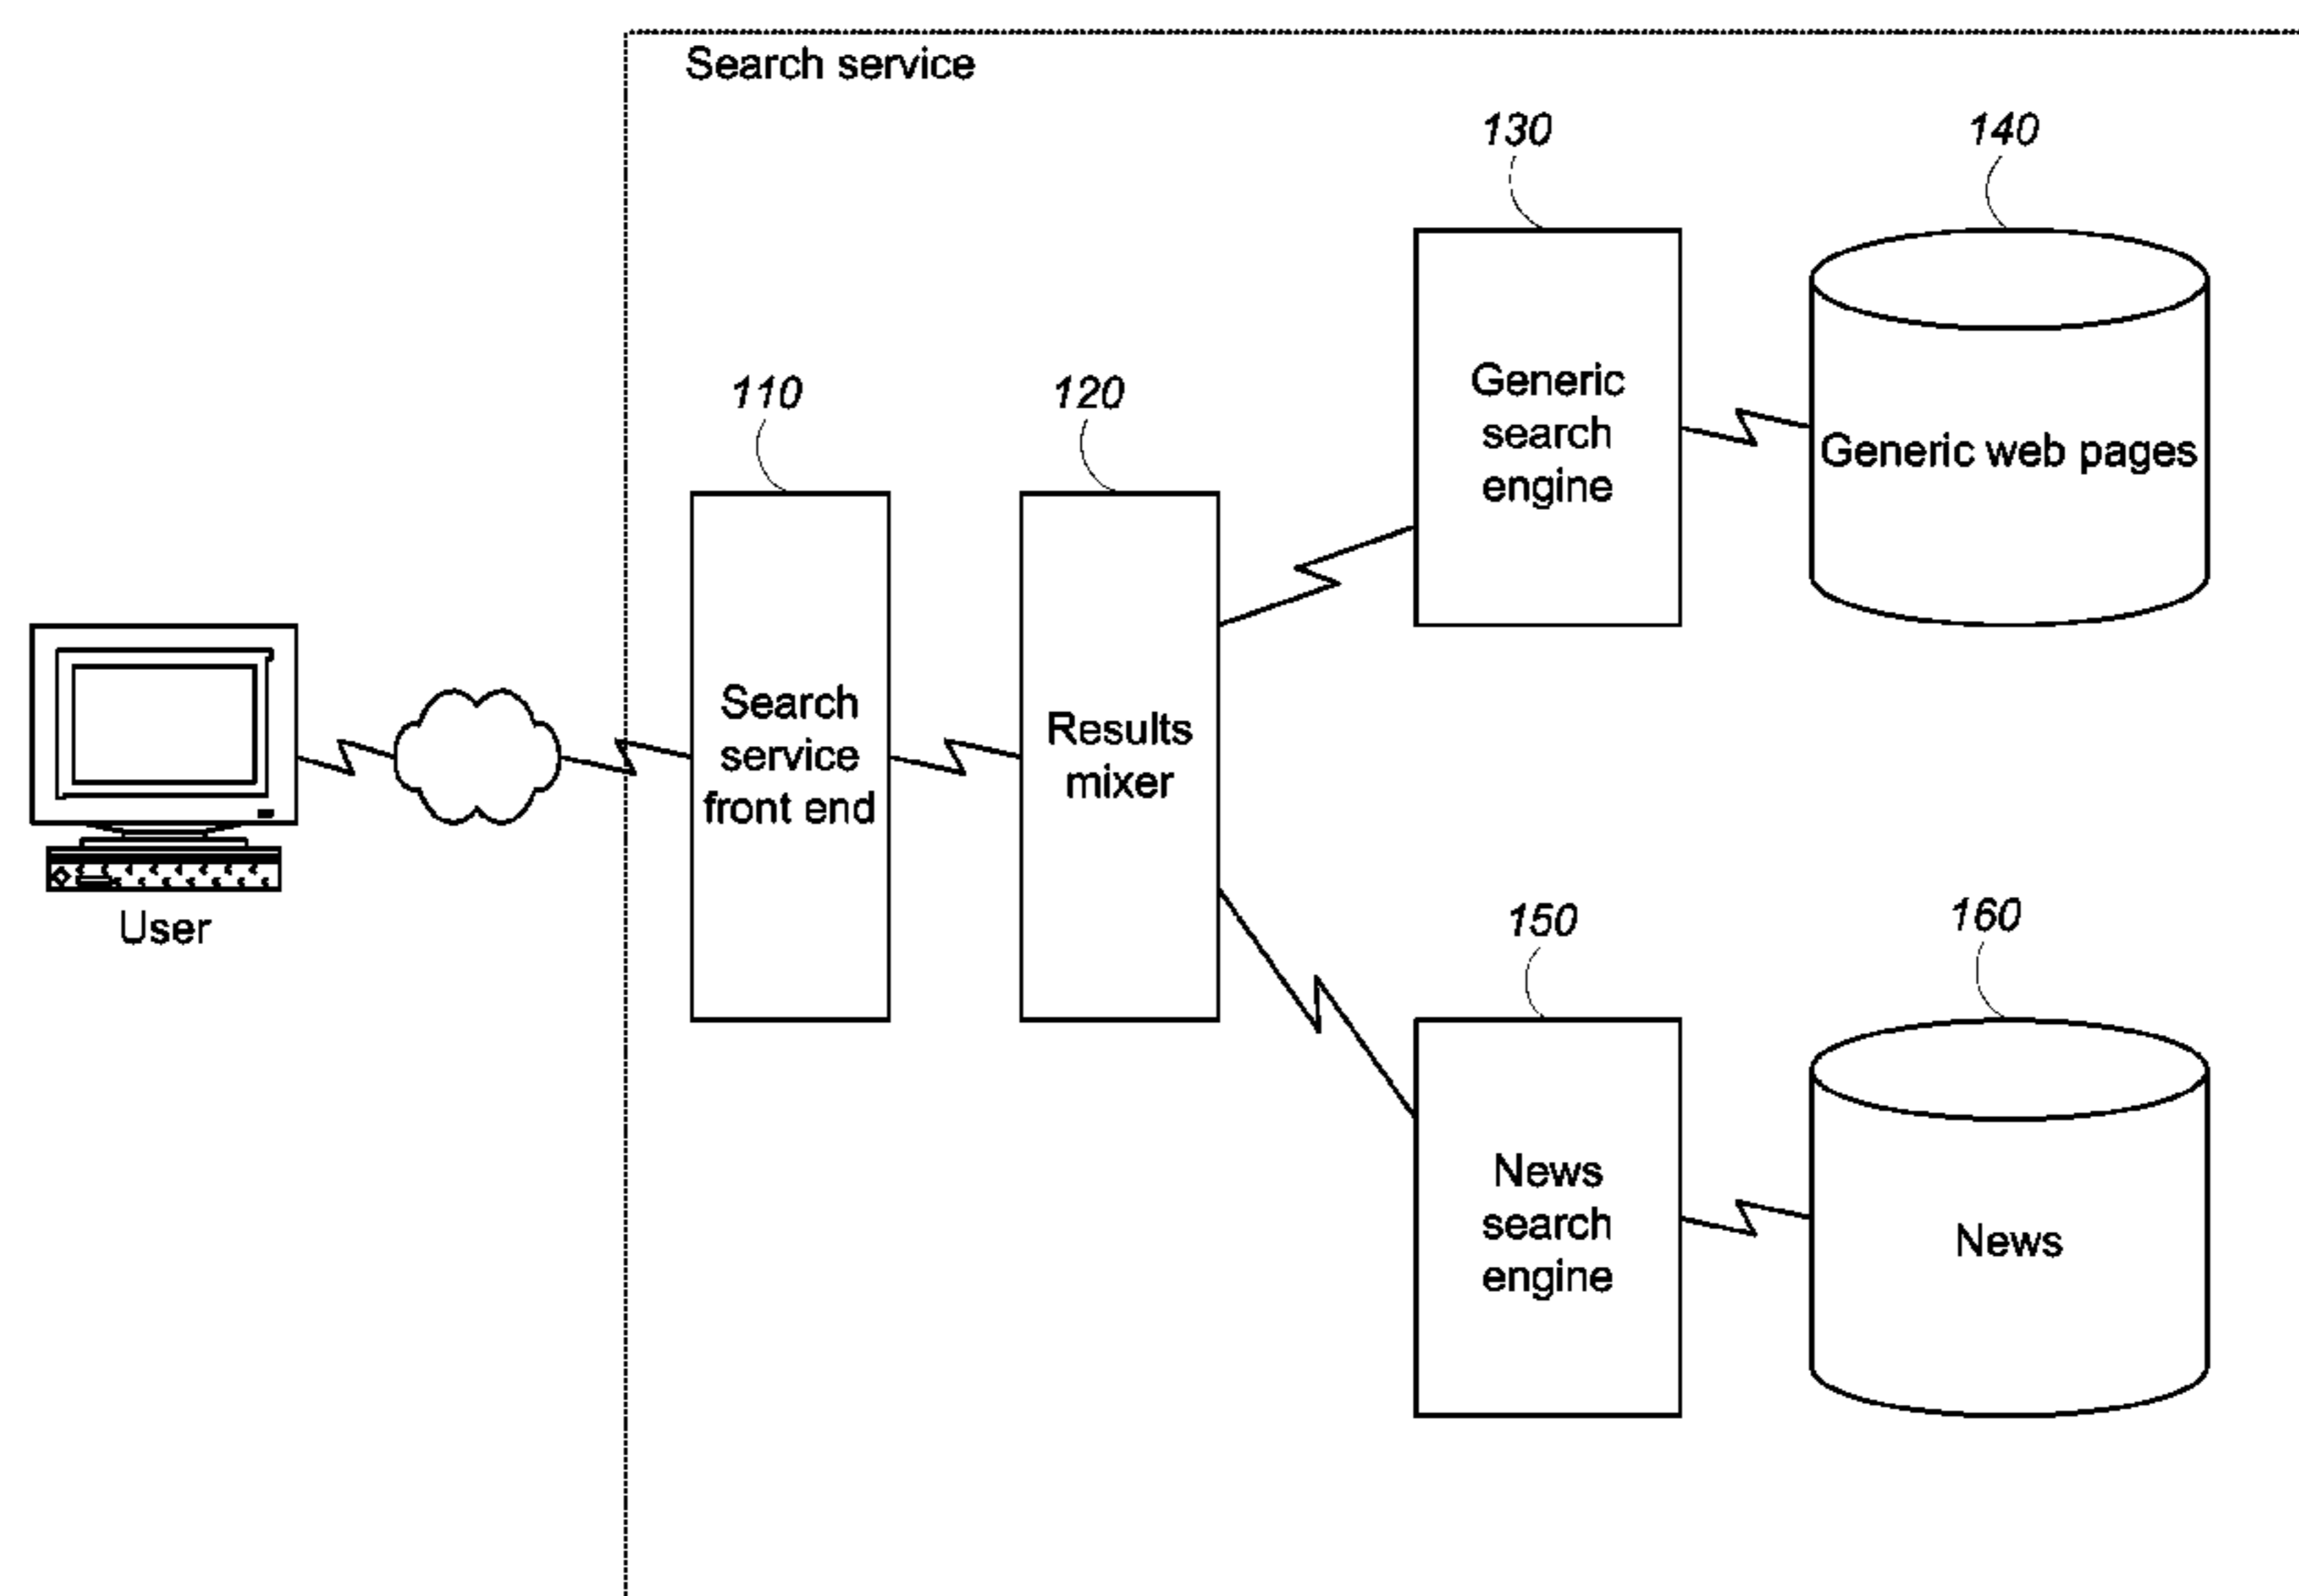 Search service
130
140
Generic
search
engine
Generic web pages
110
120
Search
service
front end
Results
mixer
User
150
160
News
search
engine
News